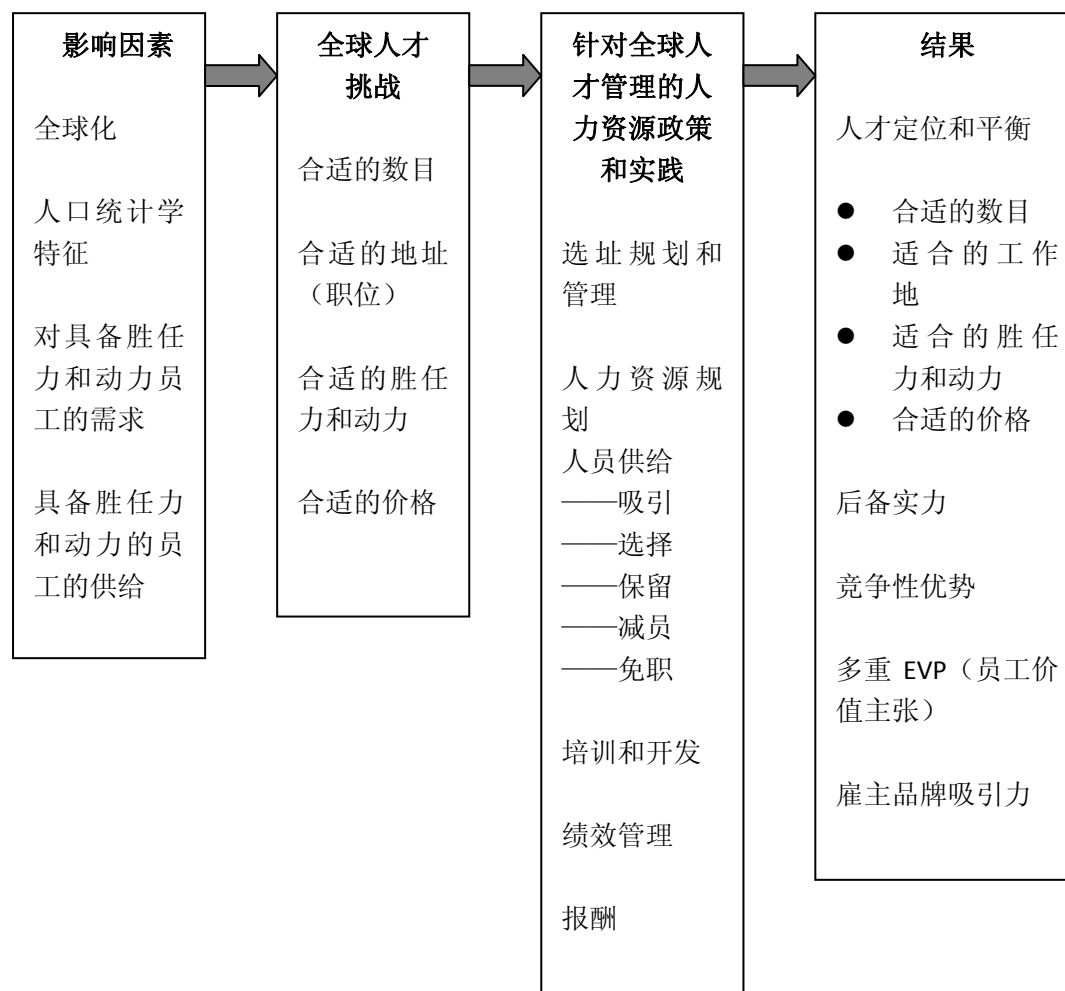 影响因素
全球化
人口统计学
特征
对具备胜任
力和动力员
工的需求
具备胜任力
和动力的员
工的供给
全球人才
挑战
合适的数目
合适的地址
（职位）
合适的胜任
力和动力
合适的价格
针对全球人
才管理的人
力资源政策
和实践
选址规划和
管理
人力资源规
划
人员供给
——吸引
——选择
——保留
——减员
——免职
培训和开发
绩效管理
报酬
结果
人才定位和平衡
● 合适的数目
● 适合的工作
地
● 适合的胜任
力和动力
● 合适的价格
后备实力
竞争性优势
多重 EVP（员工价
值主张）
雇主品牌吸引力